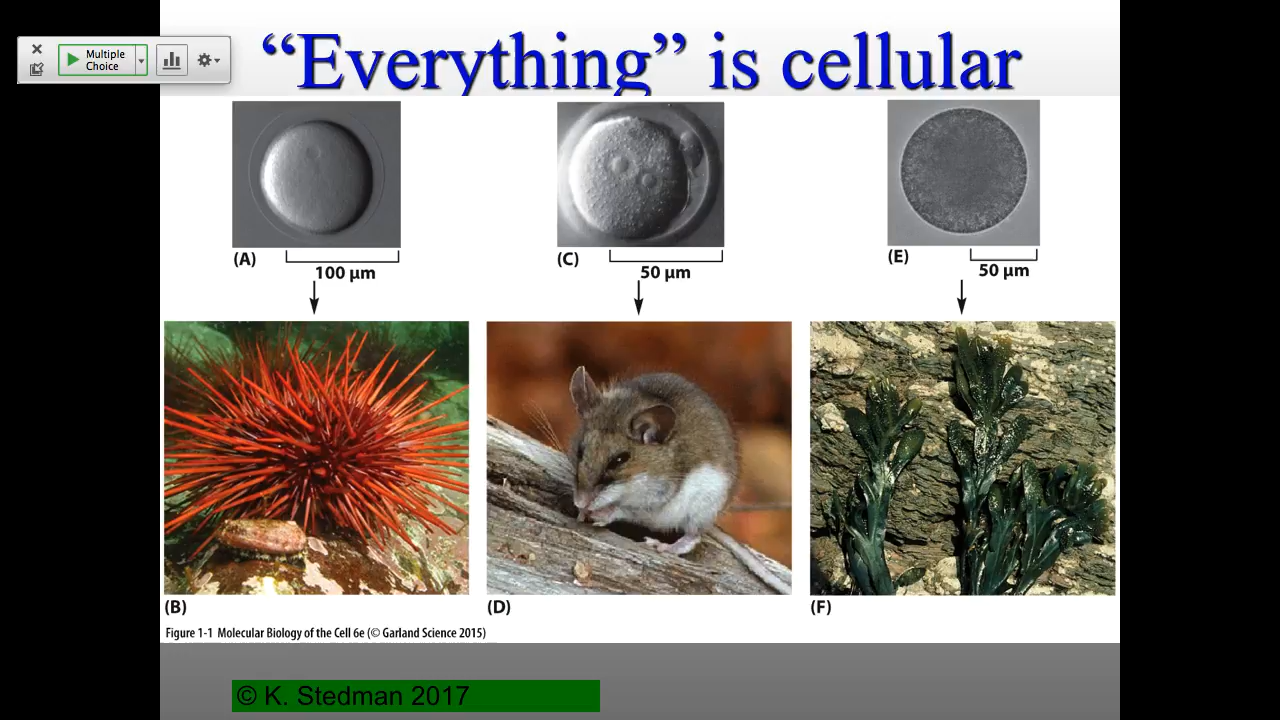 Multiple
Choice
“Everything” is cellular
(A)
100 μm
(C)
50 μm
(E)
50 μm
(B)
(D)
(F)
Figure 1-1 Molecular Biology of the Cell 6e (© Garland Science 2015)
© K. Stedman 2017